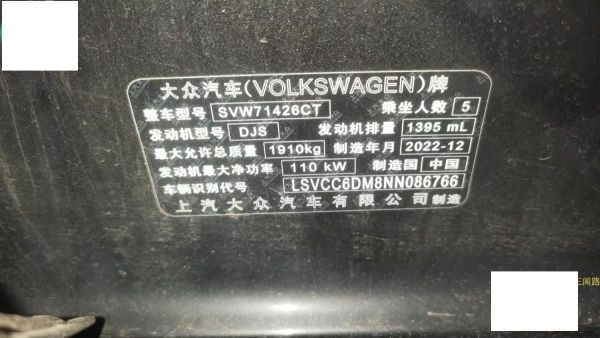 大众汽车(VOLKSWAGEN)牌
整车型号 SVW71426CT 乘坐人数 5
发动机型号 DJS 发动机排量 1395 mL
最大允许总质量 1910kg 制造年月 2022-12
发动机最大净功率 110 kW 制造国 中国
车辆识别代号 LSVCC6DM8NN086766
上汽大众汽车有限公司 制造